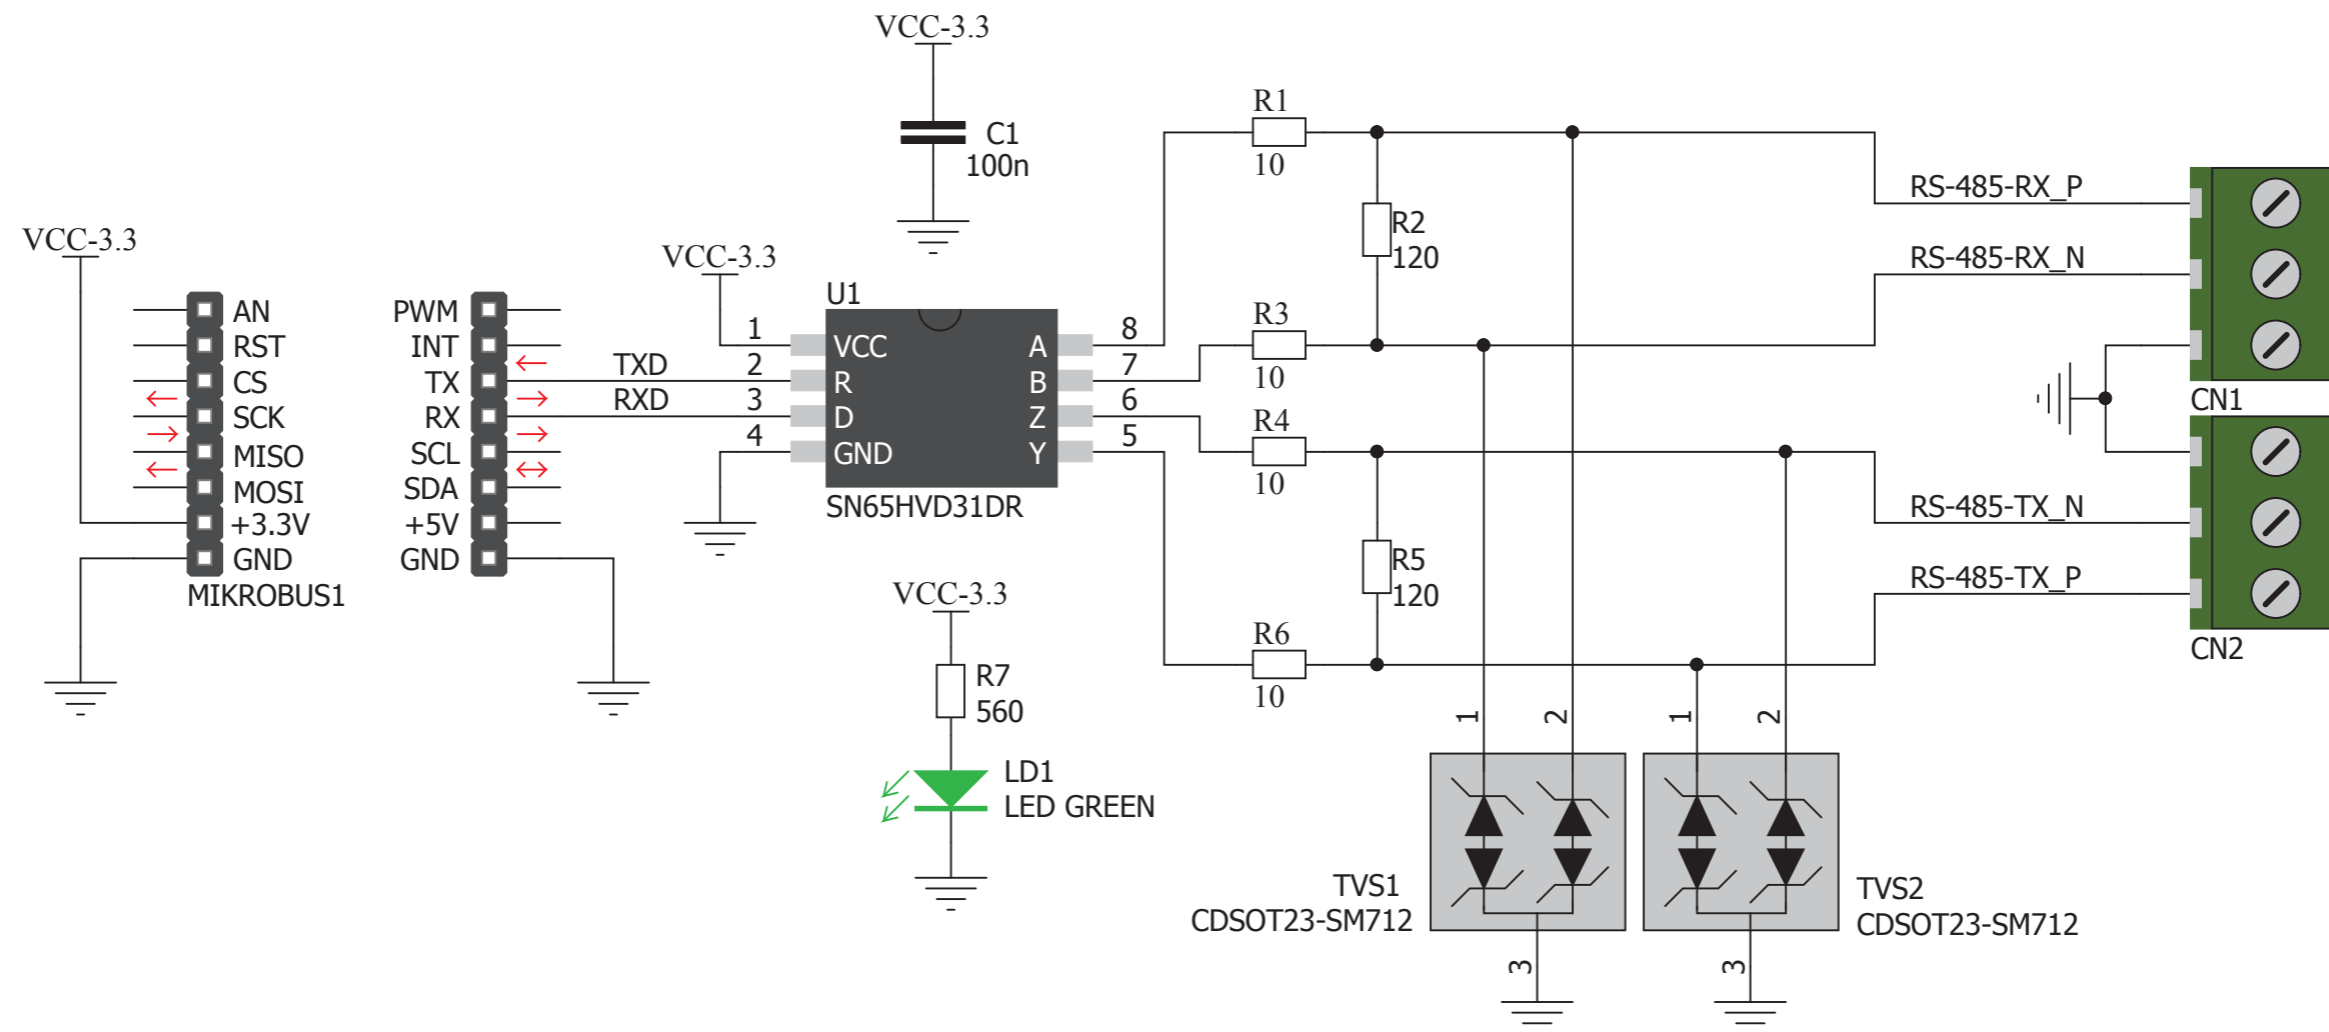 VCC-3.3
C1
100n
VCC-3.3
AN
RST
CS
SCK
MISO
MOSI
+3.3V
GND
MIKROBUS1
PWM
INT
TX
RX
SCL
SDA
+5V
GND
TXD
RXD
VCC-3.3
U1
1
2
3
4
VCC
R
D
GND
A
B
Z
Y
8
7
6
5
SN65HVD31DR
VCC-3.3
R7
560
LD1
LED GREEN
R1
10
R2
120
R3
10
R4
10
R5
120
R6
10
RS-485-RX_P
RS-485-RX_N
CN1
RS-485-TX_N
RS-485-TX_P
CN2
1
2
TVS1
CDSOT23-SM712
3
1
2
TVS2
CDSOT23-SM712
3